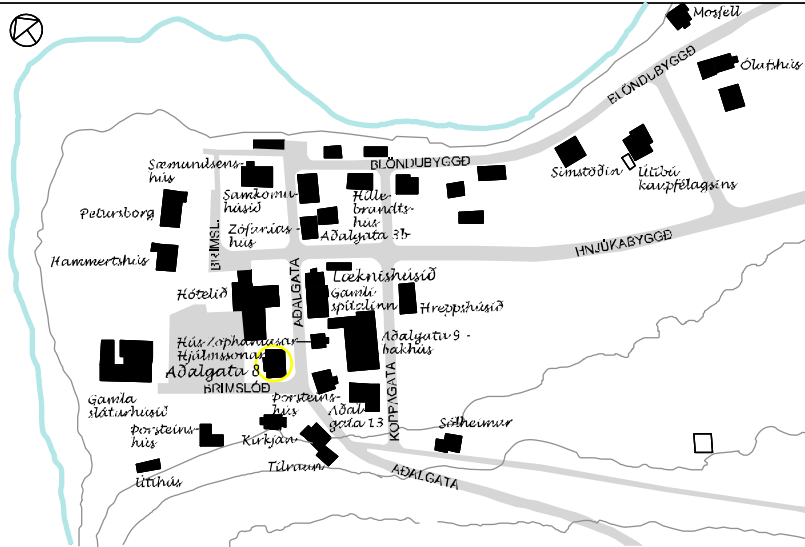 Mosfell
Ólafshús
BLÖNDUBYGGÐ
Símstöðin
Útibú
kaupfélagsins
BLÖNDUBYGGÐ
Sæmundsens-
hús
Samkomu-
húsið
Hille-
brandts-
hús
Pétursborg
Zófonías-
hús
Aðalgata 3b
BRIMSL.
HNJÚKABYGGÐ
Hammertshús
AÐALGATA
Læknishúsið
Gamli
spítalinn
Hótelið
Hreppshúsið
Hús Zophaníasar
Hjálmssonar
Aðalgata 8
Aðalgata 9 -
bakhús
BRIMSLÓÐ
KOPPAGATA
Gamla
sláturhúsið
Þorsteins-
hús
Aðal-
gata 13
Þorsteins-
hús
Kirkjan
Sólheimar
Tilraun
AÐALGATA
Útihús